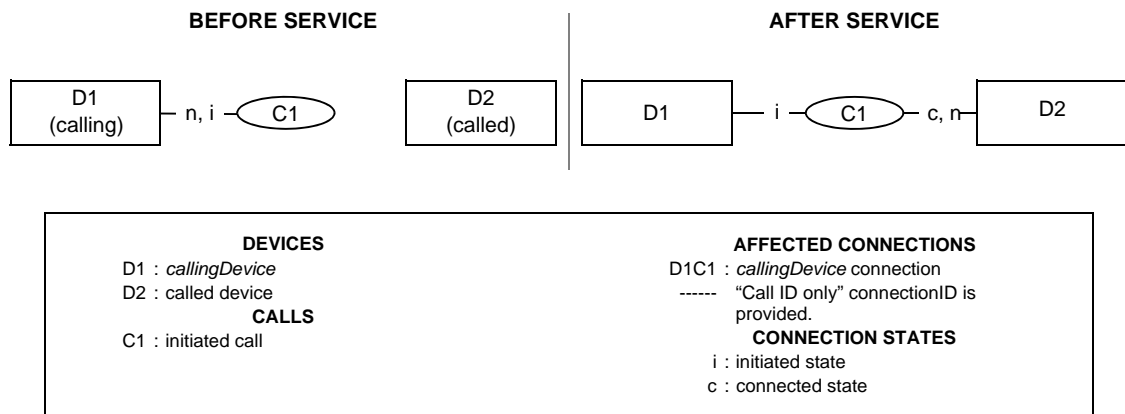 BEFORE SERVICE
AFTER SERVICE
D1
(calling)
n, i
C1
D2
(called)
D1
i
C1
c, n
D2
DEVICES
D1 : callingDevice
D2 : called device
CALLS
C1 : initiated call
AFFECTED CONNECTIONS
D1C1 : callingDevice connection
------ “Call ID only” connectionID is
provided.
CONNECTION STATES
i : initiated state
c : connected state